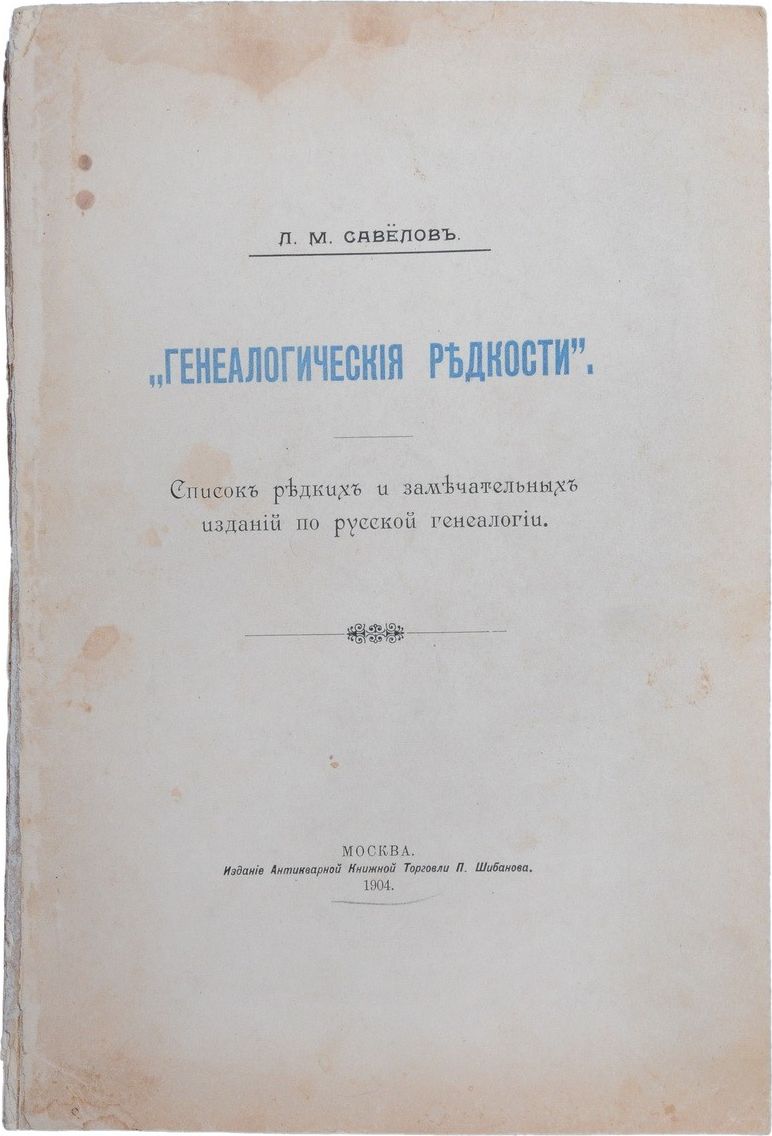 Л. М. САВЁЛОВЪ.
„ГЕНЕАЛОГИЧЕСКІЯ РѢДКОСТИ”.
Списокъ рѣдкихъ и замѣчательныхъ
изданій по русской генеалогіи.
МОСКВА.
Изданіе Антикварной Книжной Торговли П. Шибанова.
1904.